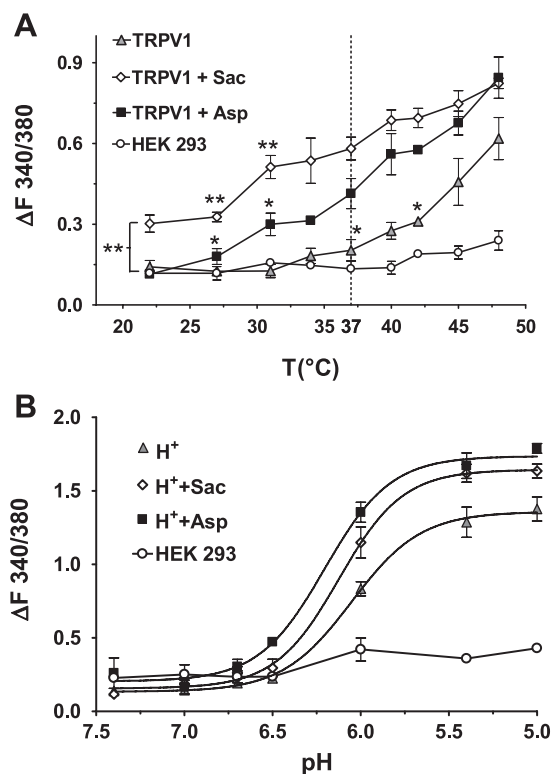 A
TRPV1
TRPV1 + Sac
TRPV1 + Asp
HEK 293
ΔF 340/380
0.9
0.6
0.3
0.0
**
**
**
*
*
*
*
20 25 30 35 37 40 45 50
T(°C)
B
H⁺
H⁺+Sac
H⁺+Asp
HEK 293
ΔF 340/380
2.0
1.5
1.0
0.5
0.0
7.5 7.0 6.5 6.0 5.4 5.0
pH